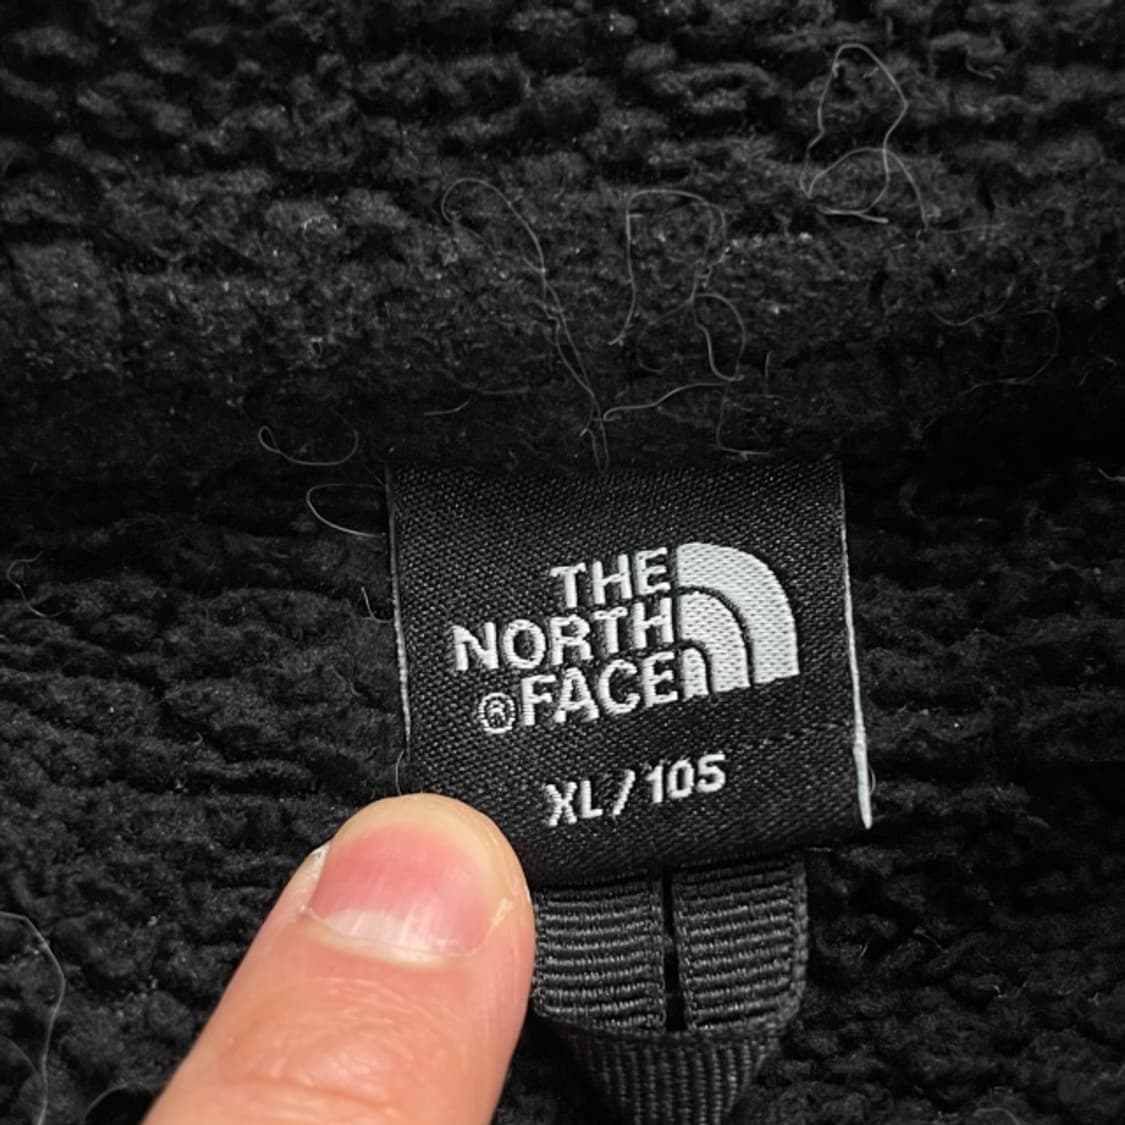 THE
NORTH
®FACE
XL/105